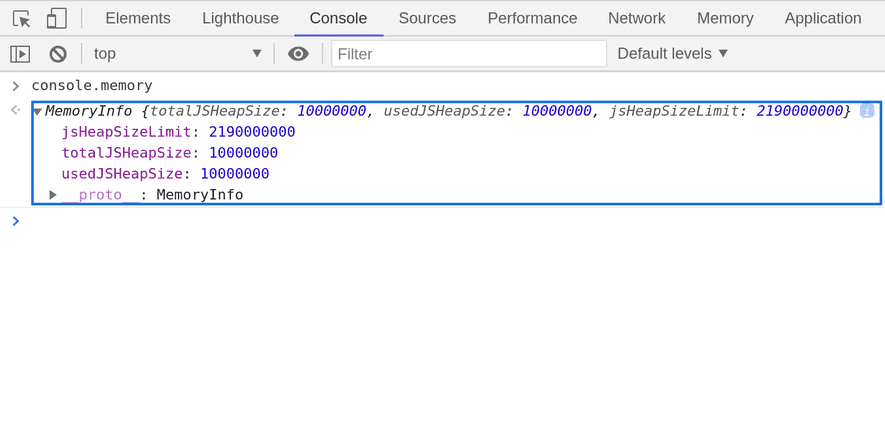 Elements Lighthouse Console Sources Performance Network Memory Application
top Filter Default levels
console.memory
MemoryInfo {totalJSHeapSize: 10000000, usedJSHeapSize: 10000000, jsHeapSizeLimit: 2190000000} i
jsHeapSizeLimit: 2190000000
totalJSHeapSize: 10000000
usedJSHeapSize: 10000000
__proto__: MemoryInfo